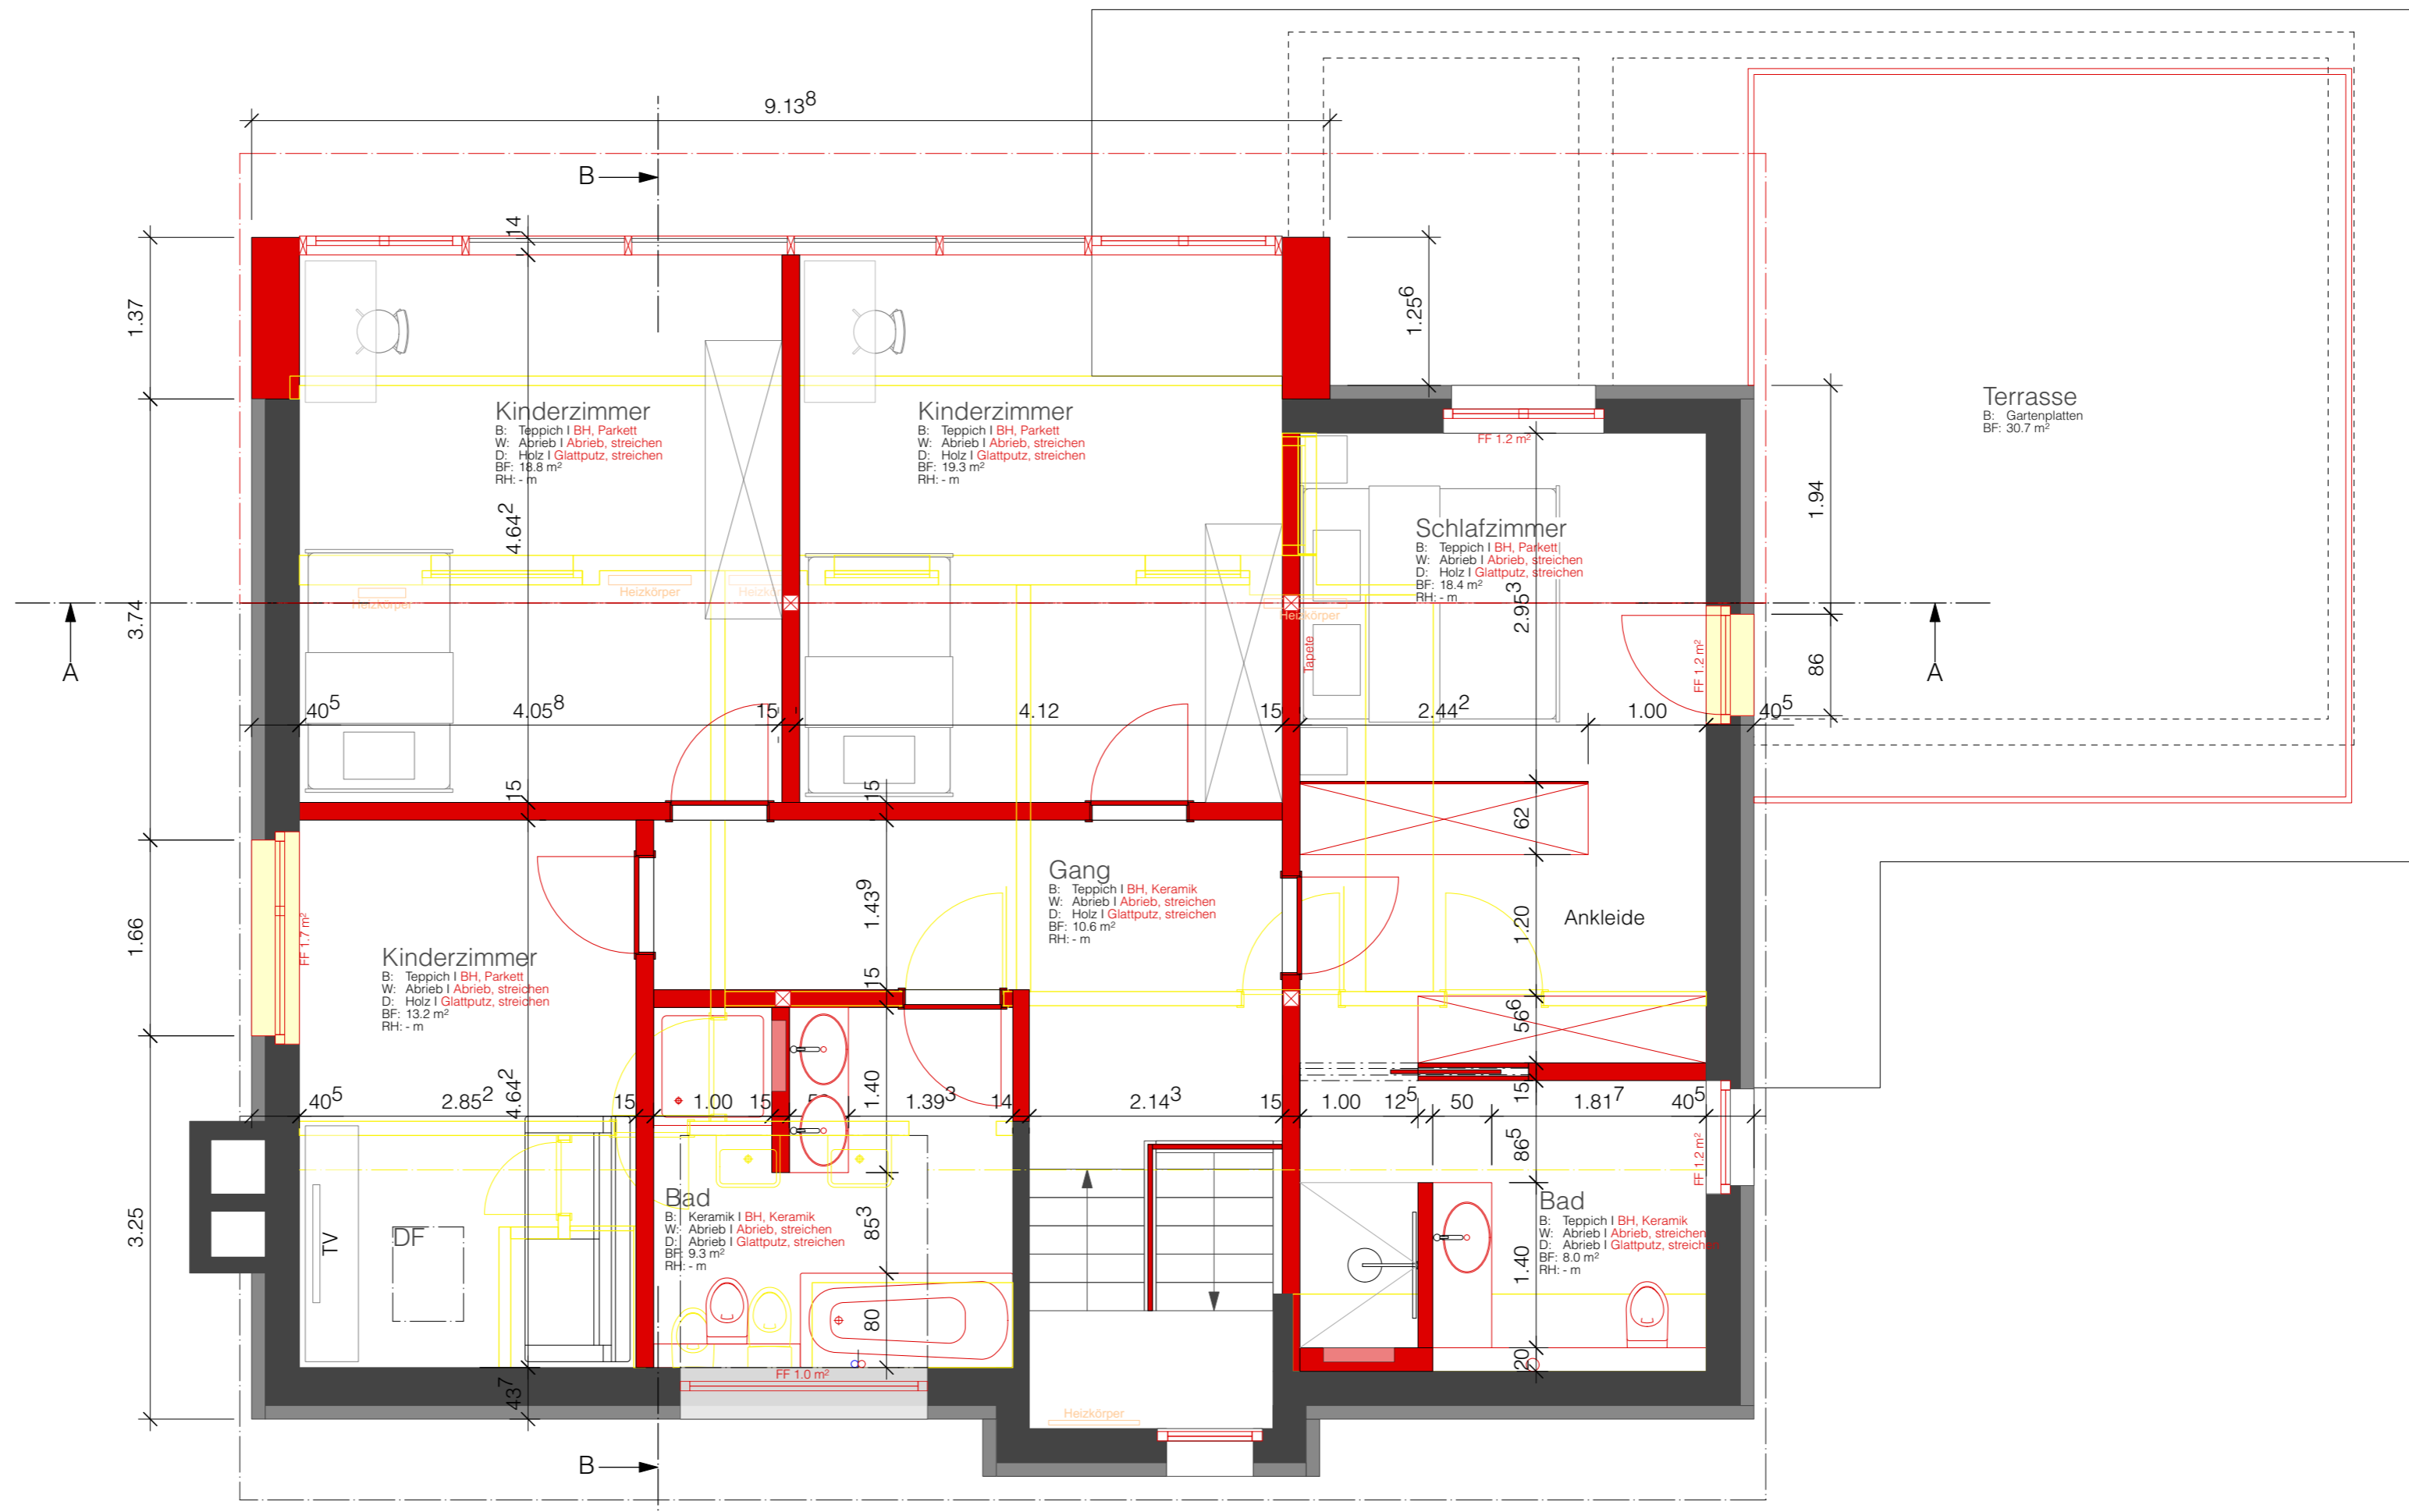 9.13⁸
B
14
1.37
1.25⁶
Kinderzimmer
B: Teppich I BH, Parkett
W: Abrieb I Abrieb, streichen
D: Holz I Glattputz, streichen
BF: 18.8 m²
RH: - m
Kinderzimmer
B: Teppich I BH, Parkett
W: Abrieb I Abrieb, streichen
D: Holz I Glattputz, streichen
BF: 19.3 m²
RH: - m
Terrasse
B: Gartenplatten
BF: 30.7 m²
FF 1.2 m²
4.64²
1.94
Schlafzimmer
B: Teppich I BH, Parkett
W: Abrieb I Abrieb, streichen
D: Holz I Glattputz, streichen
BF: 18.4 m²
RH: - m
Heizkörper
Heizkörper
Heizkörper
2.95³
3.74
Tapete
FF 1.2 m²
86
A
A
40⁵
4.05⁸
15
4.12
15
2.44²
1.00
40⁵
15
15
62
Gang
B: Teppich I BH, Keramik
W: Abrieb I Abrieb, streichen
D: Holz I Glattputz, streichen
BF: 10.6 m²
RH: - m
1.43⁹
1.20
Ankleide
1.66
FF 1.7 m²
Kinderzimmer
B: Teppich I BH, Parkett
W: Abrieb I Abrieb, streichen
D: Holz I Glattputz, streichen
BF: 13.2 m²
RH: - m
15
56⁶
4.64²
1.40
15
40⁵
2.85²
15
1.00
15
1.39³
14
2.14³
15
1.00
12⁵
50
1.81⁷
40⁵
86⁵
FF 1.2 m²
Bad
B: Keramik I BH, Keramik
W: Abrieb I Abrieb, streichen
D: Abrieb I Glattputz, streichen
BF: 9.3 m²
RH: - m
Bad
B: Teppich I BH, Keramik
W: Abrieb I Abrieb, streichen
D: Abrieb I Glattputz, streichen
BF: 8.0 m²
RH: - m
3.25
TV
DF
85³
1.40
80
20
FF 1.0 m²
43⁷
Heizkörper
B